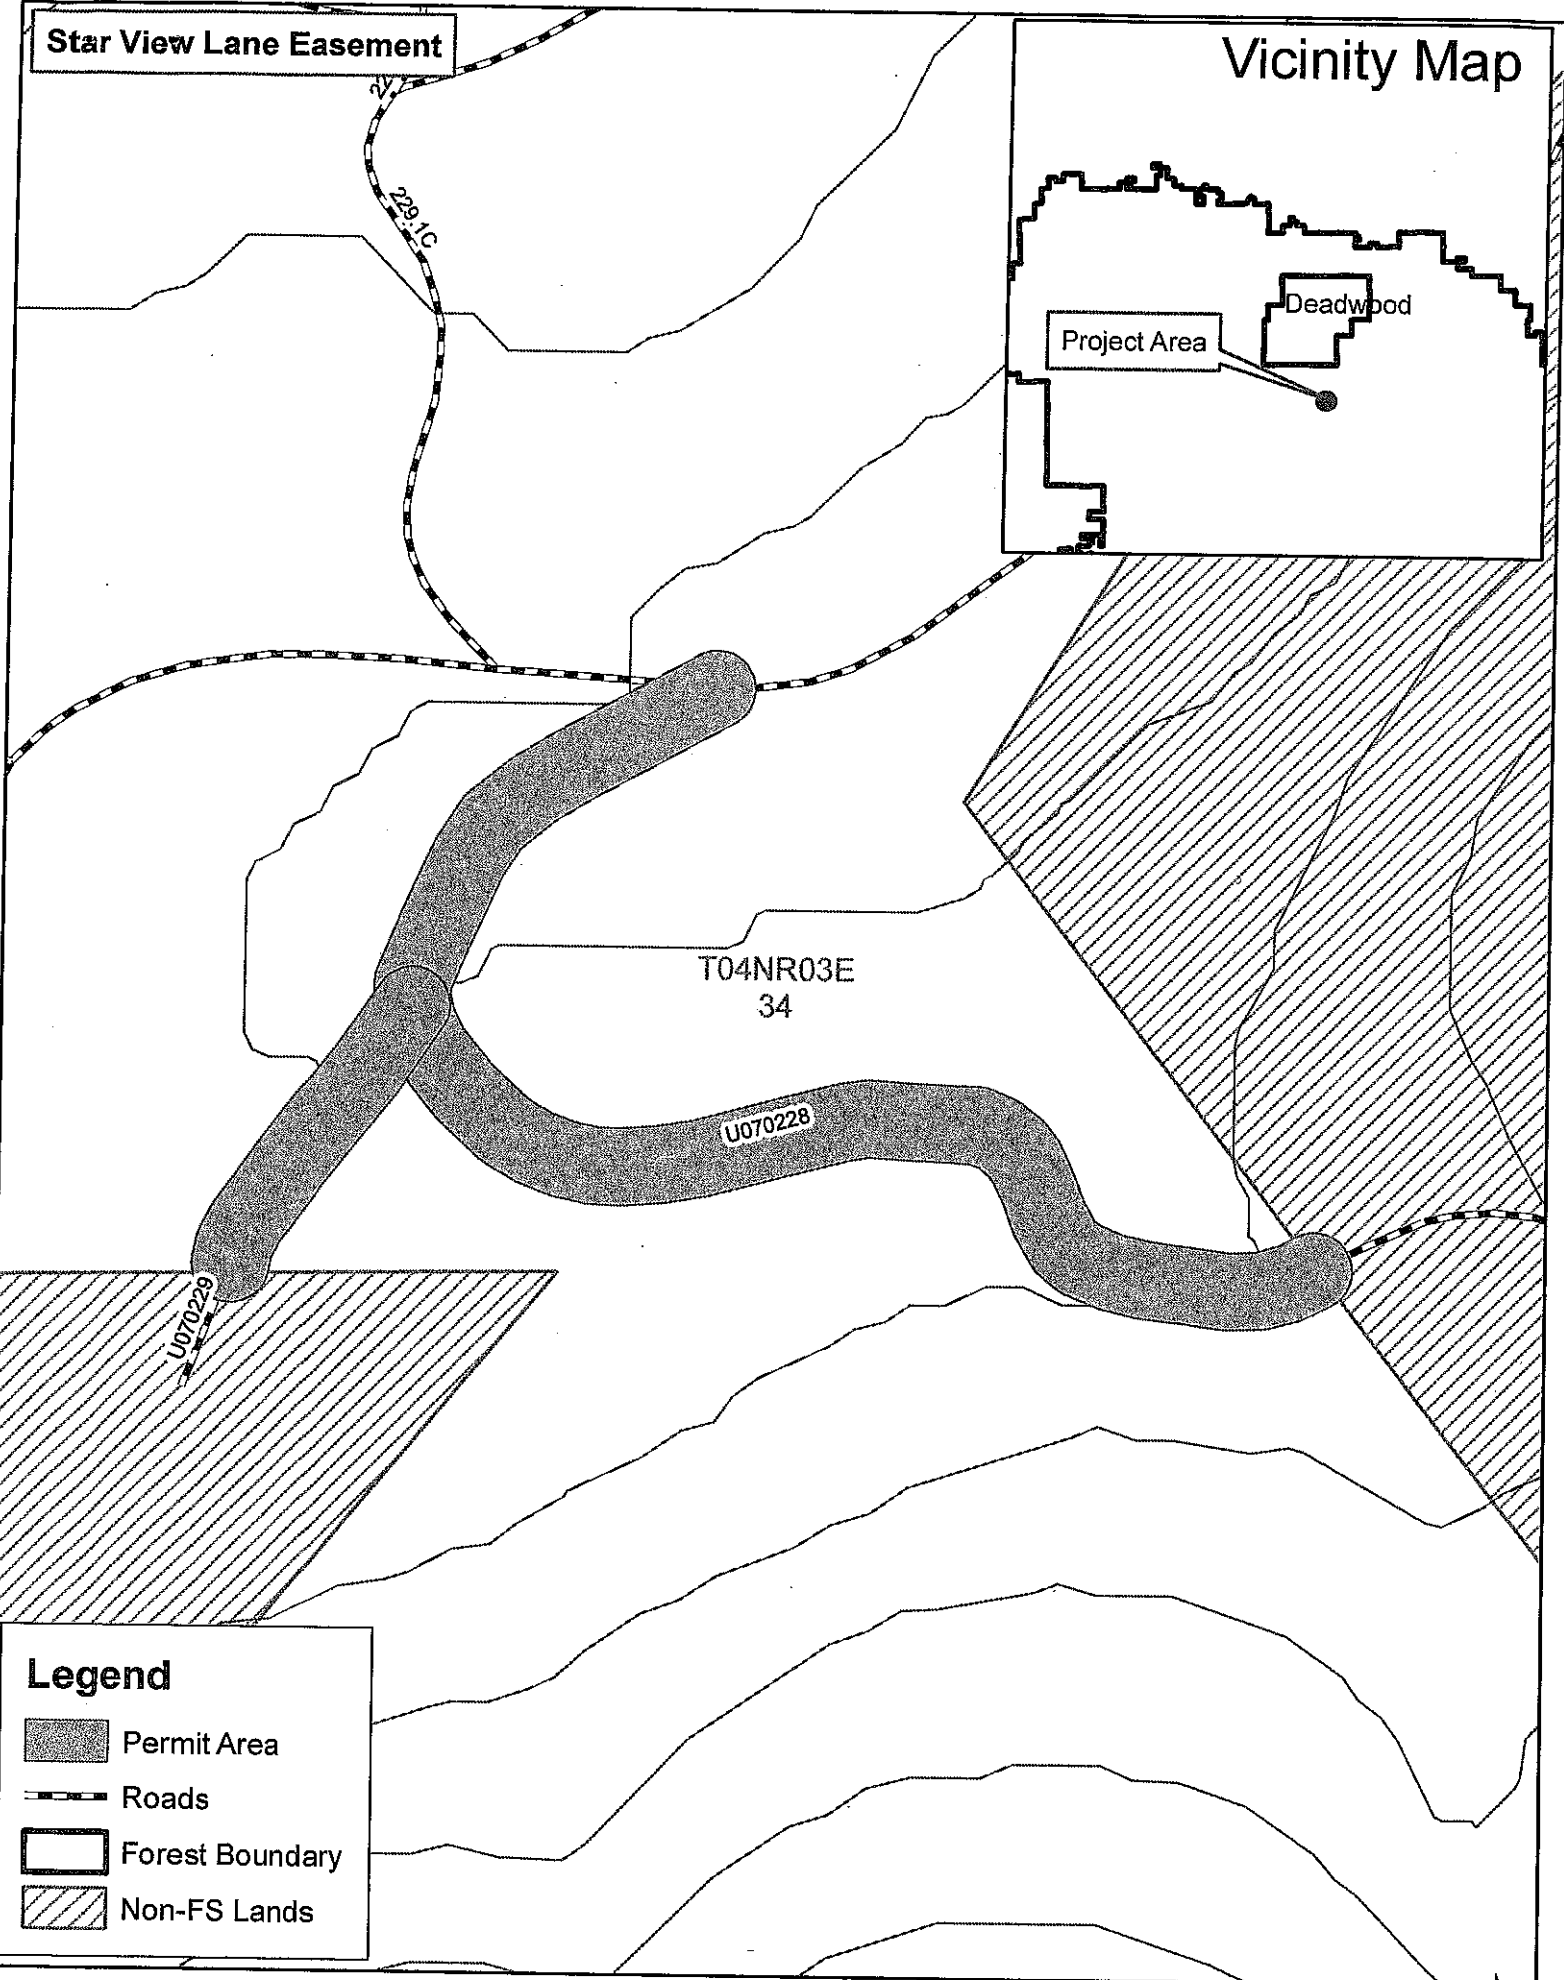 Star View Lane Easement
Vicinity Map
22
229.1C
Deadwood
Project Area
T04NR03E
34
U070228
U070229
Legend
Permit Area
Roads
Forest Boundary
Non-FS Lands